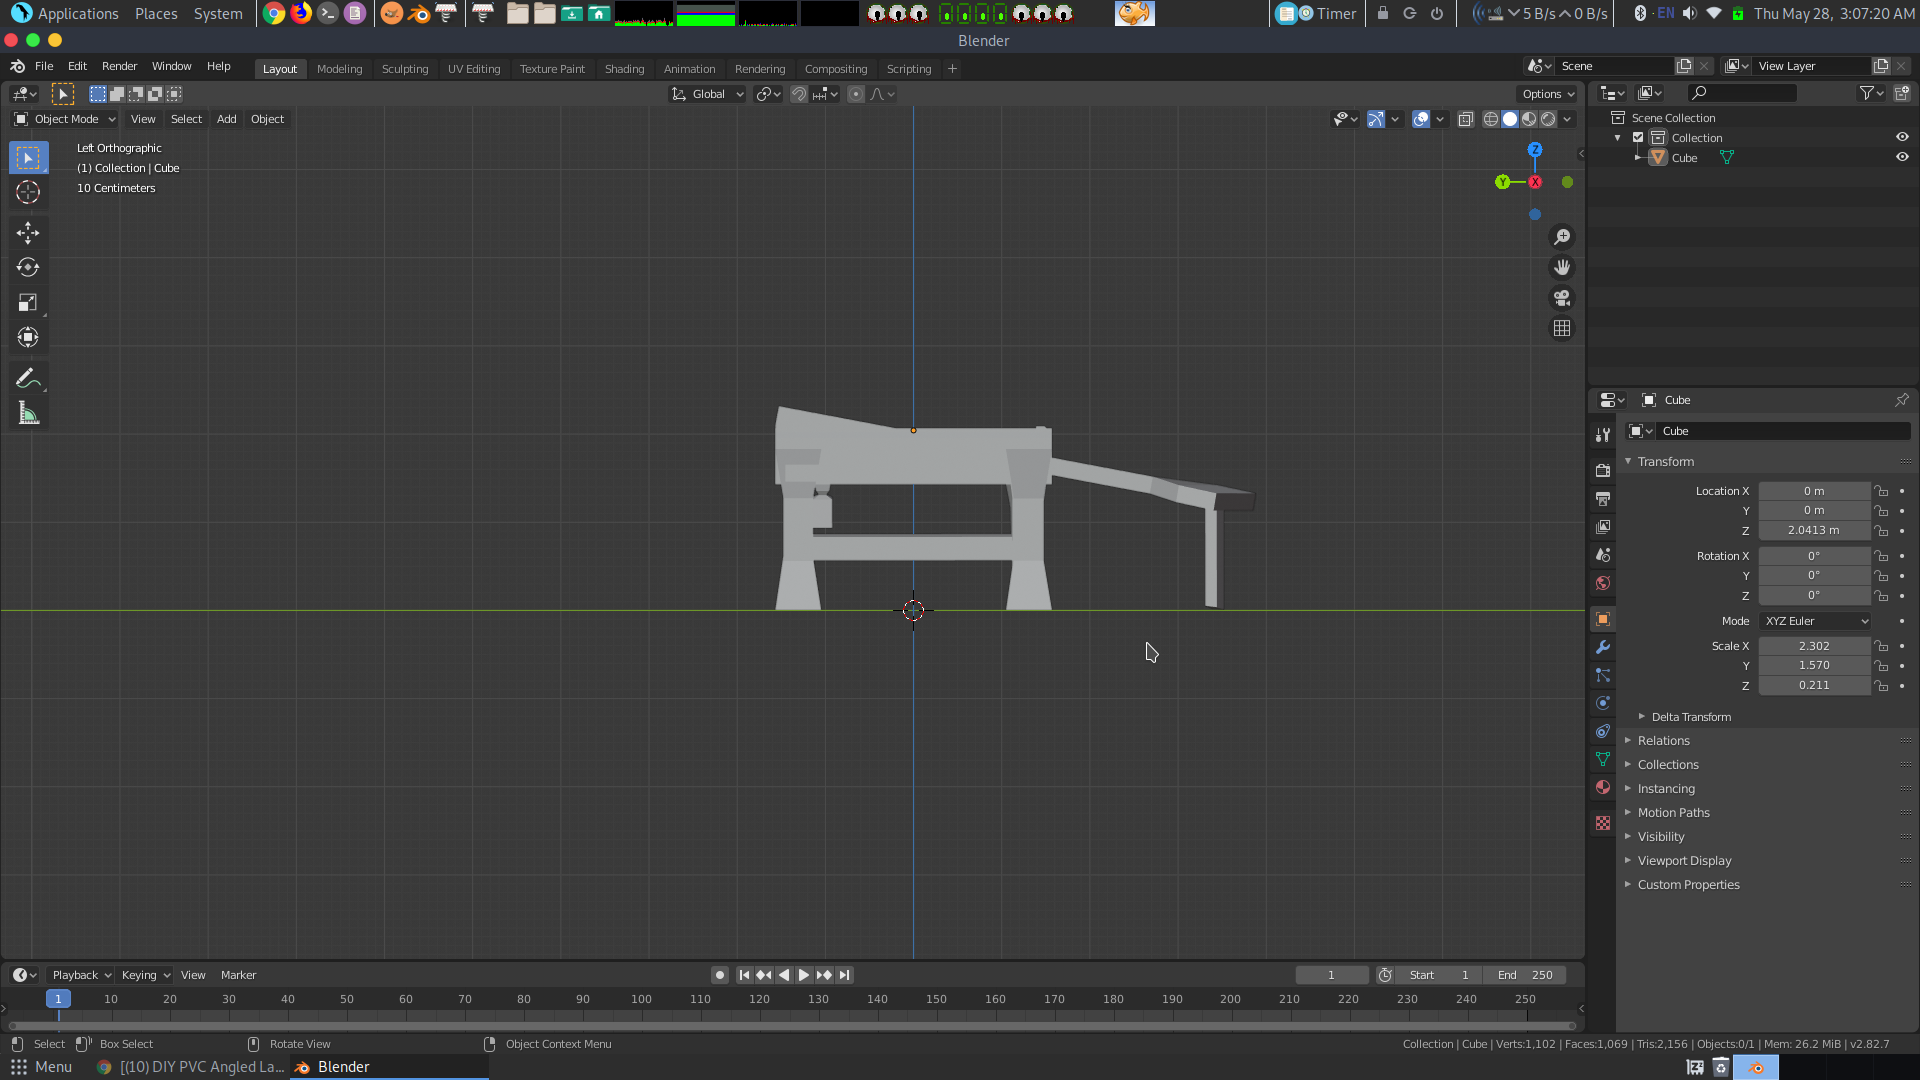 Applications Places System Timer 5 B/s 0 B/s EN Thu May 28, 3:07:20 AM
Blender
File Edit Render Window Help Layout Modeling Sculpting UV Editing Texture Paint Shading Animation Rendering Compositing Scripting + Scene View Layer
Global Options
Object Mode View Select Add Object
Left Orthographic
(1) Collection | Cube
10 Centimeters
Z
Y X
Scene Collection
Collection
Cube
Cube
Cube
Transform
Location X 0 m
Y 0 m
Z 2.0413 m
Rotation X 0°
Y 0°
Z 0°
Mode XYZ Euler
Scale X 2.302
Y 1.570
Z 0.211
Delta Transform
Relations
Collections
Instancing
Motion Paths
Visibility
Viewport Display
Custom Properties
Playback Keying View Marker 1 Start 1 End 250
1 10 20 30 40 50 60 70 80 90 100 110 120 130 140 150 160 170 180 190 200 210 220 230 240 250
Select Box Select Rotate View Object Context Menu Collection | Cube | Verts:1,102 | Faces:1,069 | Tris:2,156 | Objects:0/1 | Mem: 26.2 MiB | v2.82.7
Menu [(10) DIY PVC Angled La... Blender